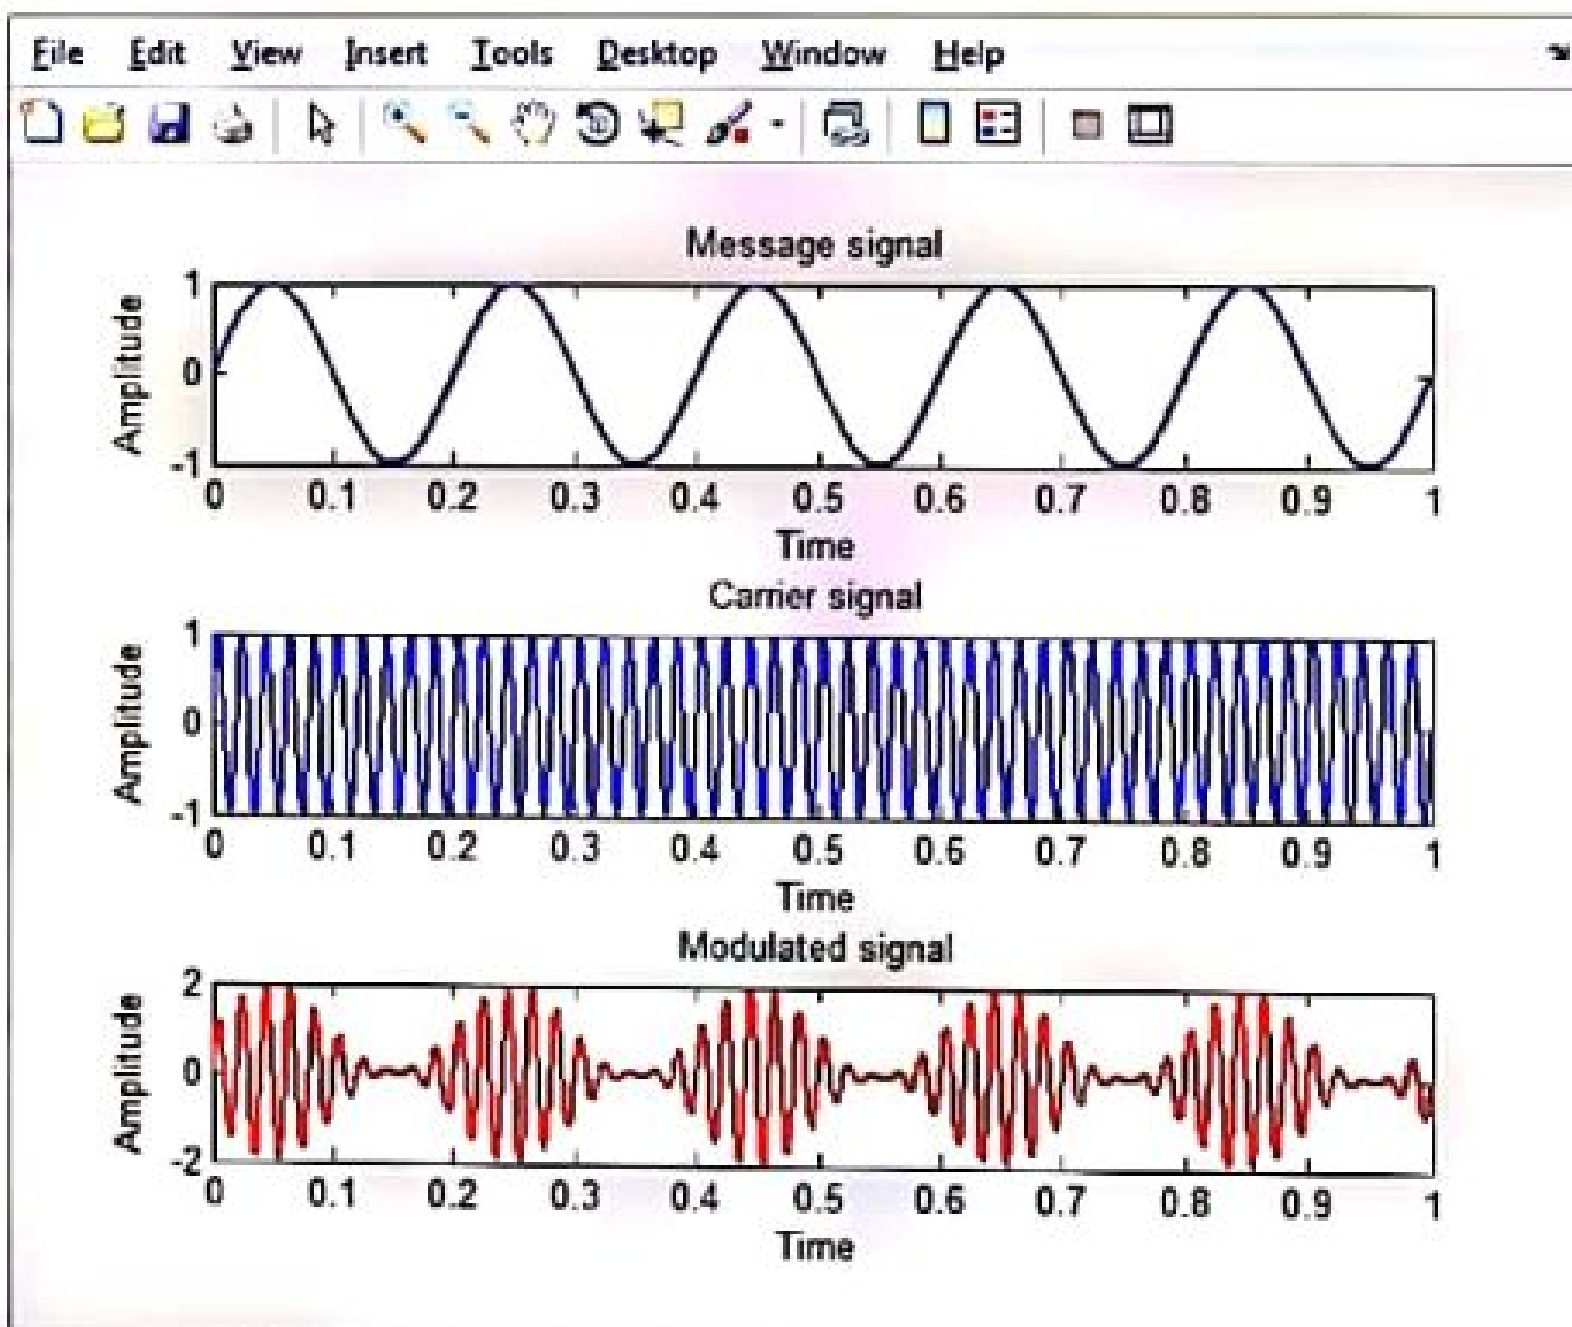 File Edit View Insert Tools Desktop Window Help
Message signal
Amplitude
1
0
-1
0 0.1 0.2 0.3 0.4 0.5 0.6 0.7 0.8 0.9 1
Time
Carrier signal
Amplitude
1
0
-1
0 0.1 0.2 0.3 0.4 0.5 0.6 0.7 0.8 0.9 1
Time
Modulated signal
Amplitude
2
0
-2
0 0.1 0.2 0.3 0.4 0.5 0.6 0.7 0.8 0.9 1
Time